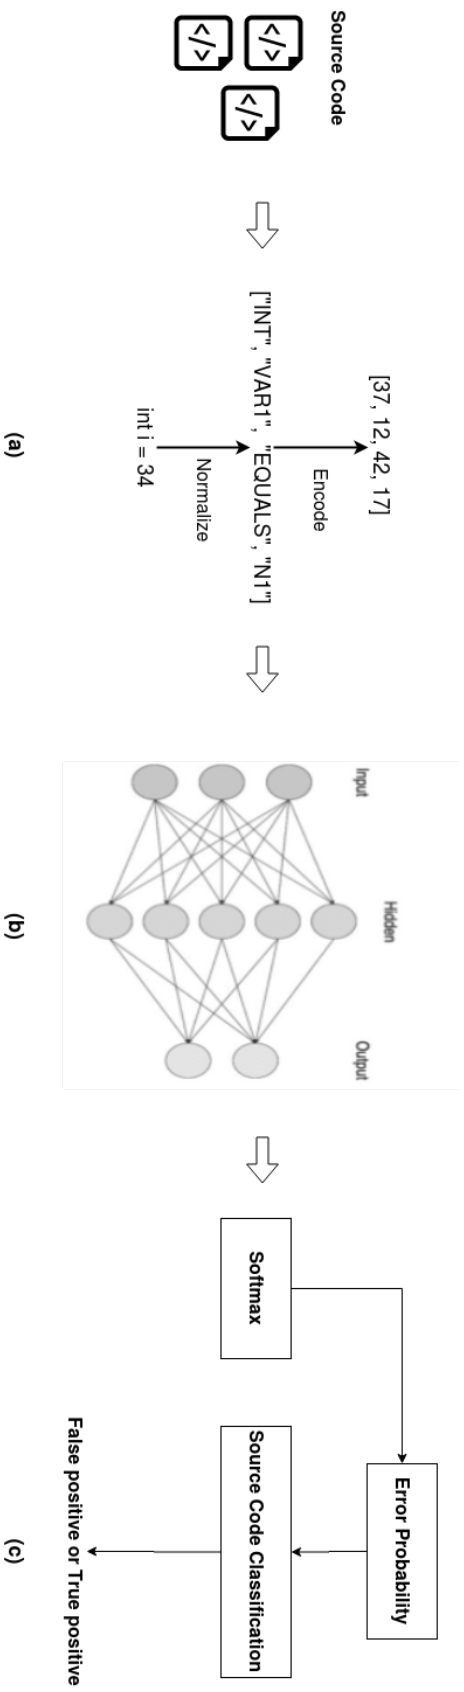 Source Code
</>
</>
</>
[37, 12, 42, 17]
Encode
["INT", "VAR1", "EQUALS", "N1"]
Normalize
int i = 34
(a)
Input
Hidden
Output
(b)
Softmax
Error Probability
Source Code Classification
False positive or True positive
(c)